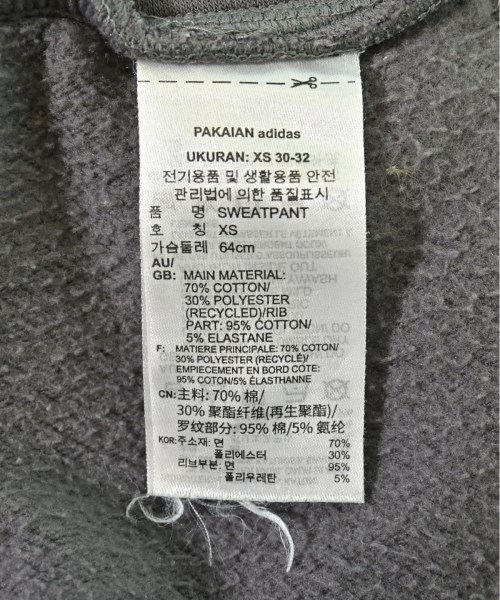 PAKAIAN adidas
UKURAN: XS 30-32
전기용품 및 생활용품 안전
관리법에 의한 품질표시
품 명 SWEATPANT
호 칭 XS
가슴둘레 64cm
AU/
GB: MAIN MATERIAL:
70% COTTON/
30% POLYESTER
(RECYCLED)/RIB
PART: 95% COTTON/
5% ELASTANE
F: MATIERE PRINCIPALE: 70% COTON/
30% POLYESTER (RECYCLÉ)/
EMPIECEMENT EN BORD COTE:
95% COTON/5% ÉLASTHANNE
CN: 主料: 70% 棉/
30% 聚酯纤维(再生聚酯)/
罗纹部分: 95% 棉/5% 氨纶
KOR: 주소재: 면 70%
폴리에스터 30%
리브부분: 면 95%
폴리우레탄 5%